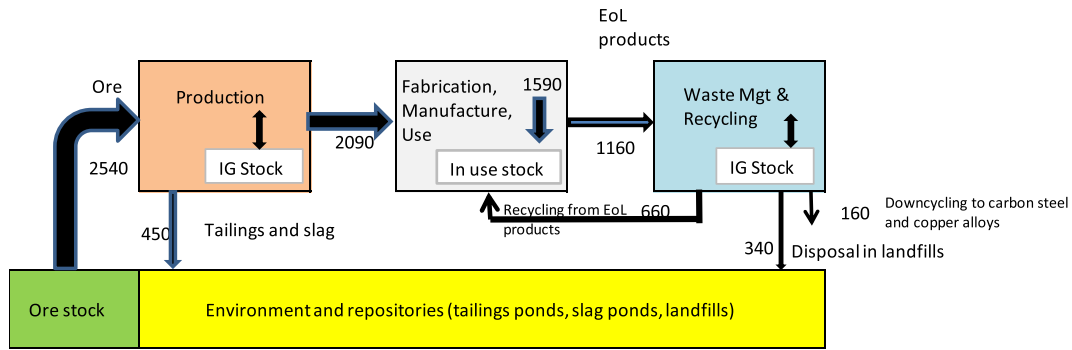 EoL
products
Ore
2540
Production
IG Stock
2090
Fabrication,
Manufacture,
Use
1590
In use stock
1160
Waste Mgt &
Recycling
IG Stock
Recycling from EoL
products
660
160
Downcycling to carbon steel
and copper alloys
450
Tailings and slag
340
Disposal in landfills
Ore stock
Environment and repositories (tailings ponds, slag ponds, landfills)